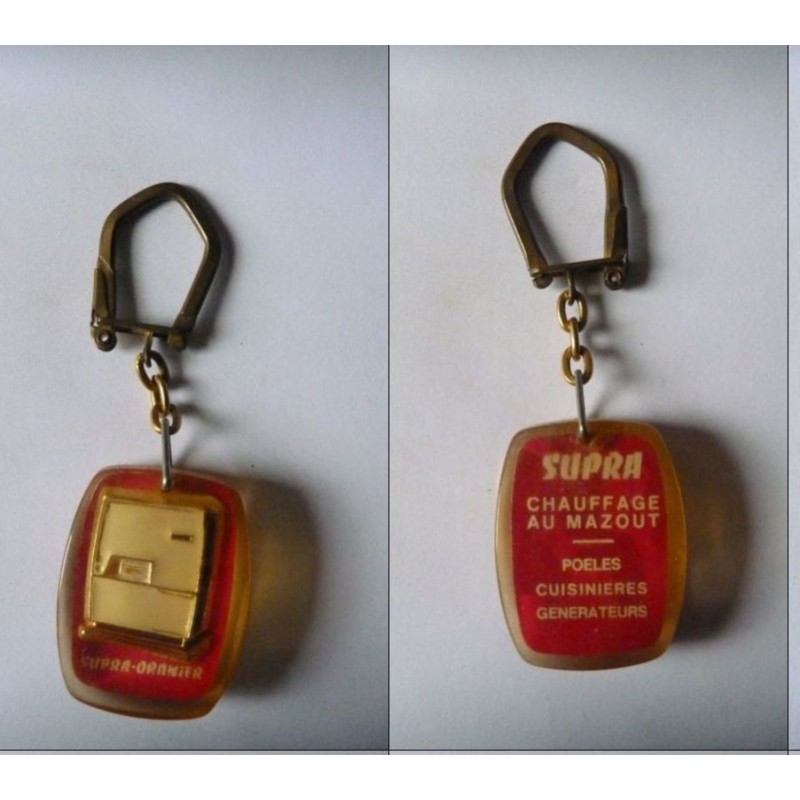 SUPRA-ORANIER
SUPRA
CHAUFFAGE
AU MAZOUT
POELES
CUISINIERES
GENERATEURS